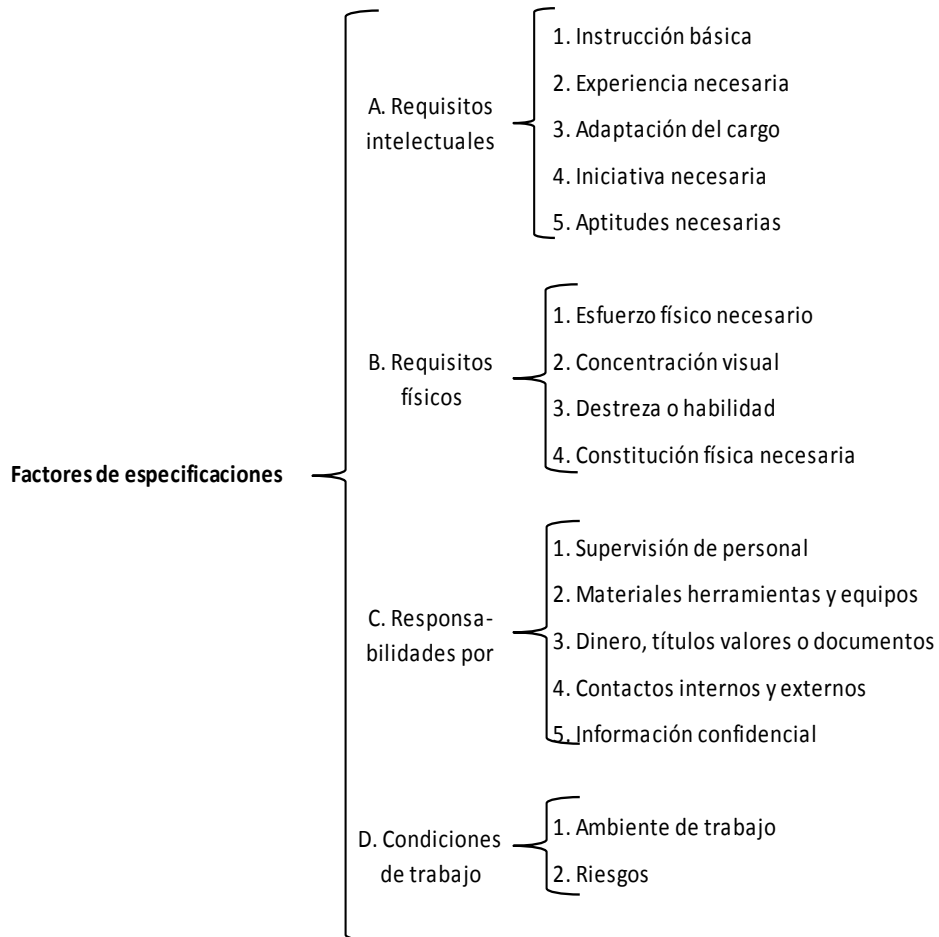 Factores de especificaciones
A. Requisitos
intelectuales
1. Instrucción básica
2. Experiencia necesaria
3. Adaptación del cargo
4. Iniciativa necesaria
5. Aptitudes necesarias
B. Requisitos
físicos
1. Esfuerzo físico necesario
2. Concentración visual
3. Destreza o habilidad
4. Constitución física necesaria
C. Responsa-
bilidades por
1. Supervisión de personal
2. Materiales herramientas y equipos
3. Dinero, títulos valores o documentos
4. Contactos internos y externos
5. Información confidencial
D. Condiciones
de trabajo
1. Ambiente de trabajo
2. Riesgos